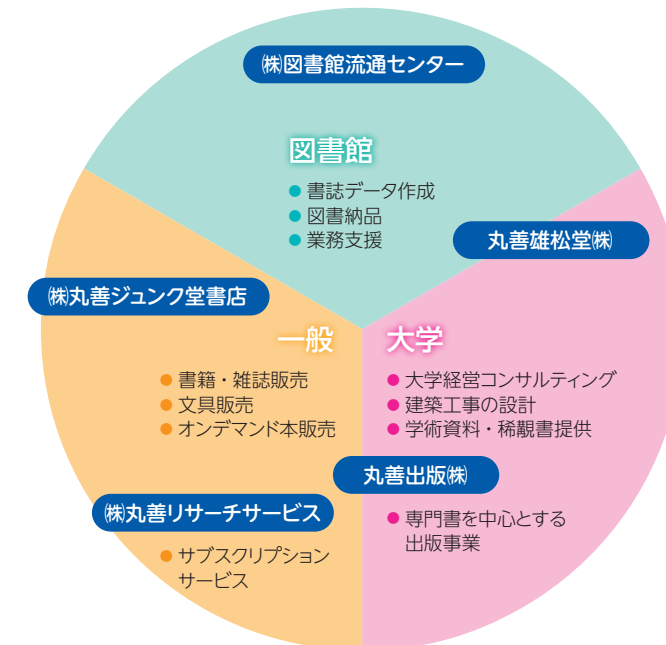 ㈱図書館流通センター
図書館
● 書誌データ作成
● 図書納品
● 業務支援
丸善雄松堂㈱
㈱丸善ジュンク堂書店
一般
● 書籍・雑誌販売
● 文具販売
● オンデマンド本販売
大学
● 大学経営コンサルティング
● 建築工事の設計
● 学術資料・稀覯書提供
丸善出版㈱
● 専門書を中心とする
出版事業
㈱丸善リサーチサービス
● サブスクリプション
サービス